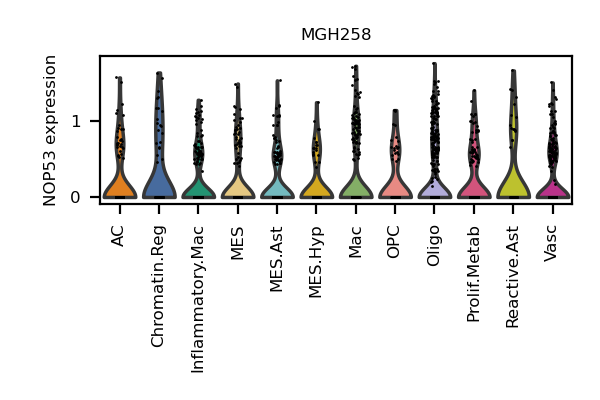 MGH258
NOP53 expression
1
0
AC
Chromatin.Reg
Inflammatory.Mac
MES
MES.Ast
MES.Hyp
Mac
OPC
Oligo
Prolif.Metab
Reactive.Ast
Vasc